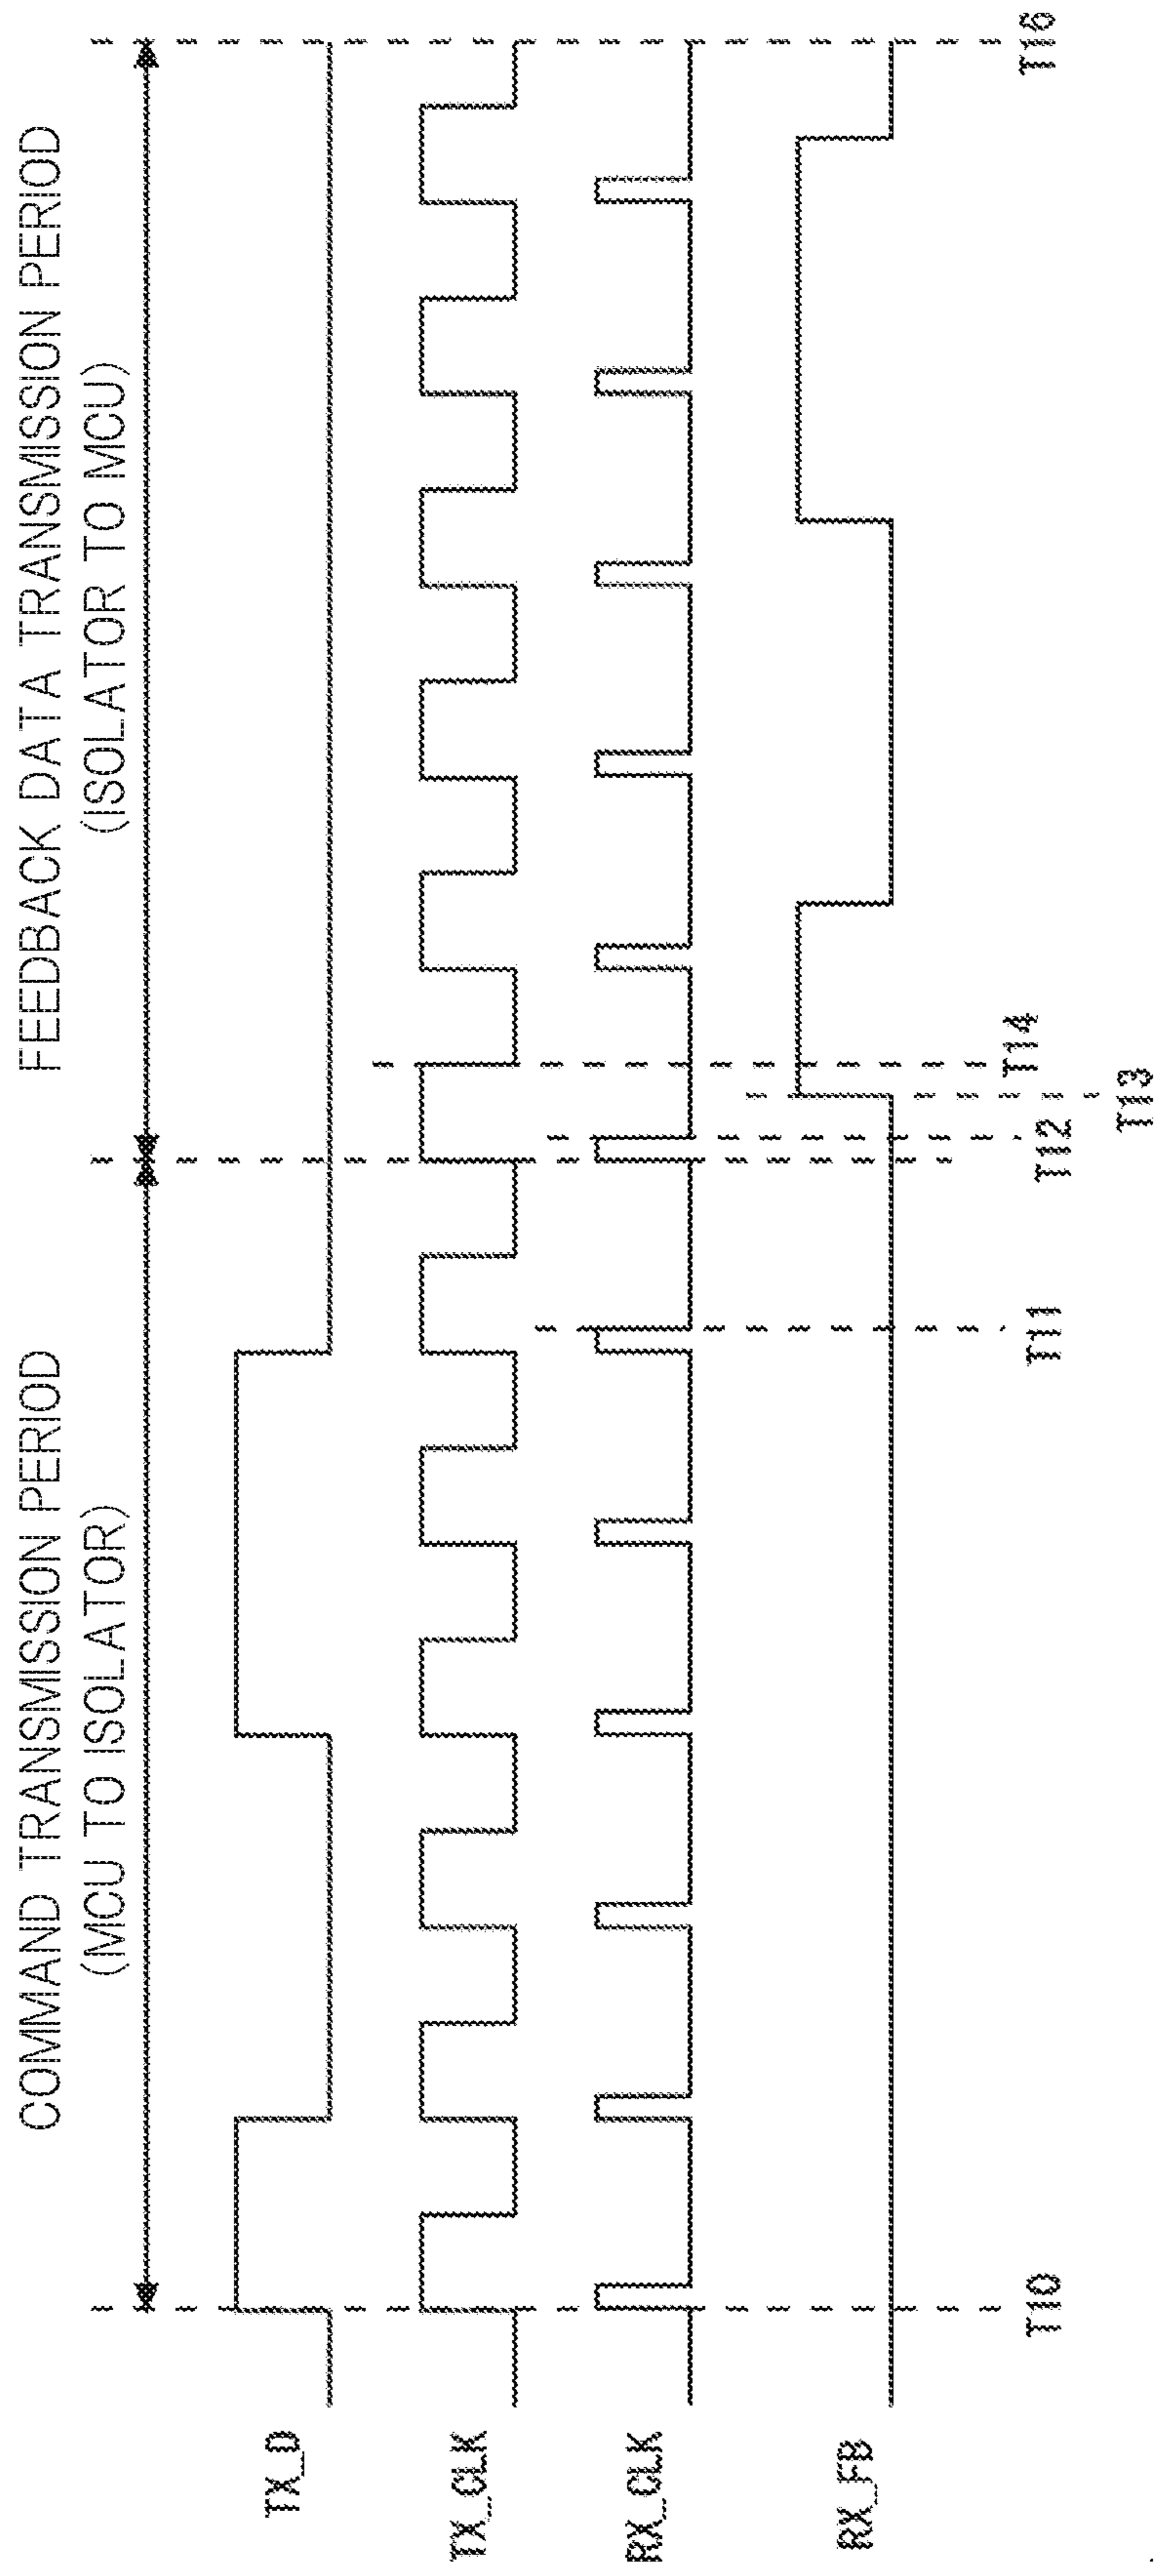 COMMAND TRANSMISSION PERIOD
(MCU TO ISOLATOR)
FEEDBACK DATA TRANSMISSION PERIOD
(ISOLATOR TO MCU)
TX_D
TX_CLK
RX_CLK
RX_FB
T10
T11
T12
T13
T14
T16